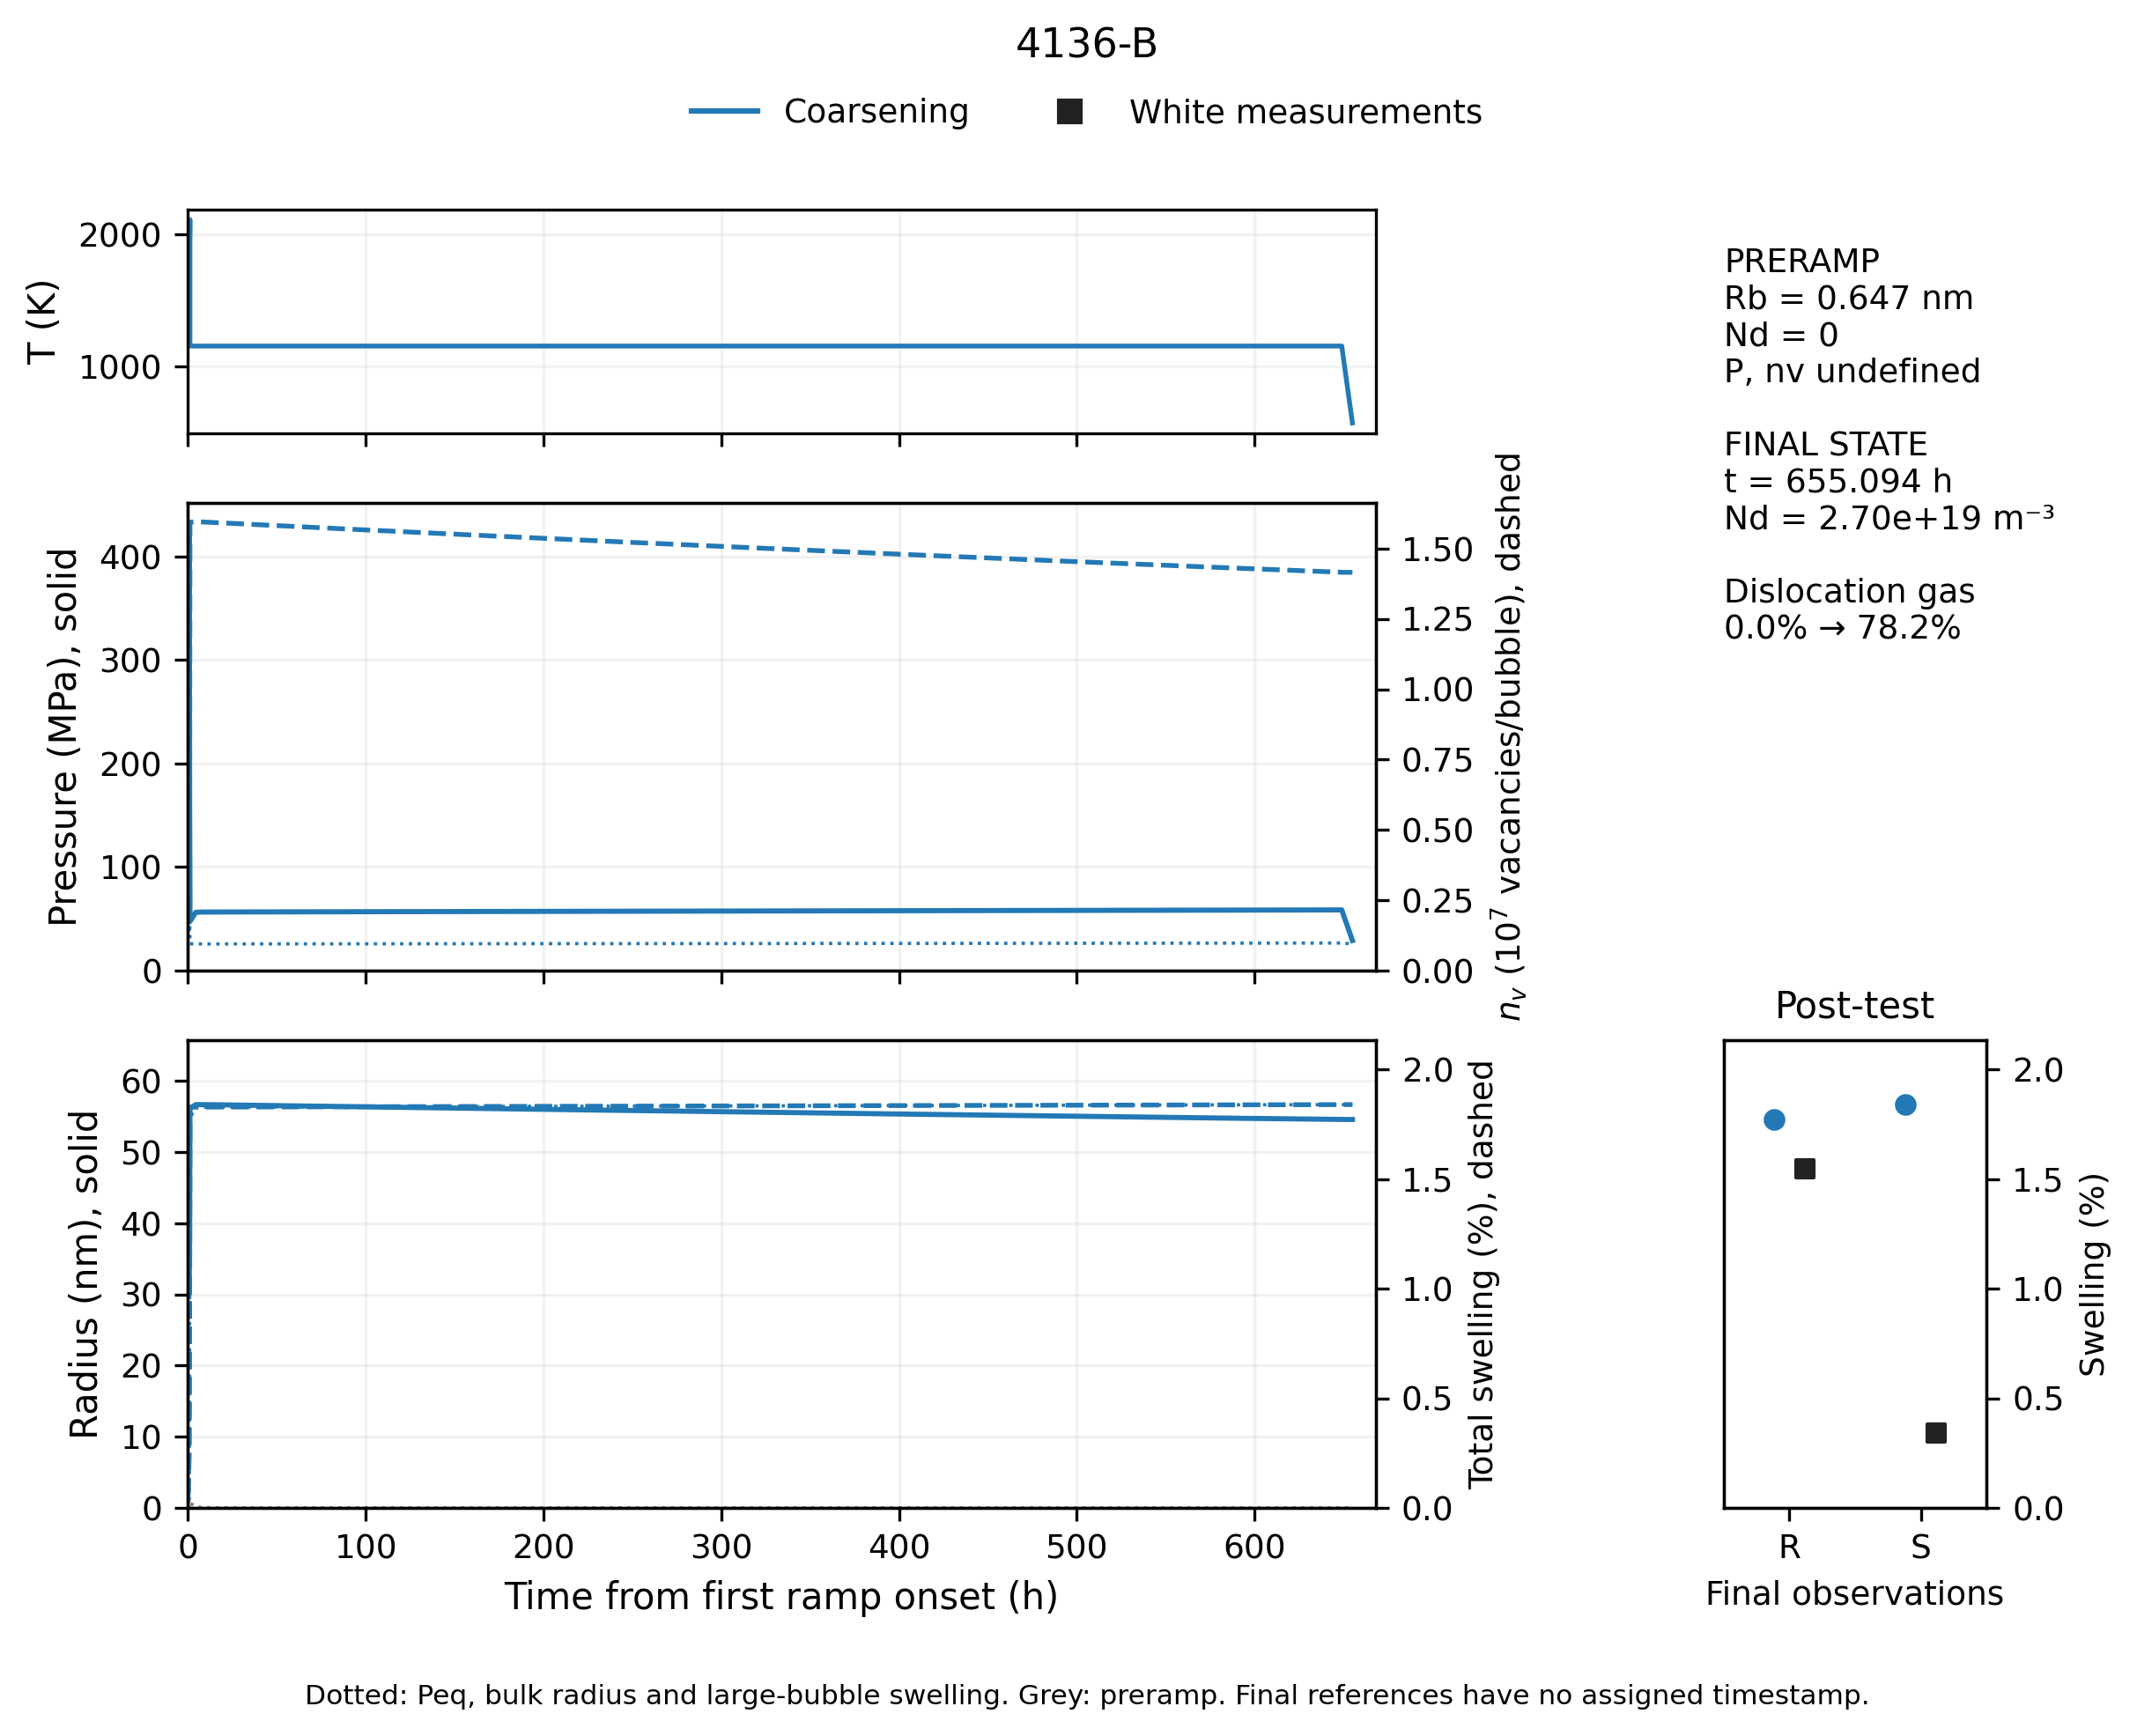 4136-B
Coarsening
White measurements
T (K)
2000
1000
PRERAMP
Rb = 0.647 nm
Nd = 0
P, nv undefined
FINAL STATE
t = 655.094 h
Nd = 2.70e+19 m⁻³
Dislocation gas
0.0% → 78.2%
Pressure (MPa), solid
400
300
200
100
0
1.50
1.25
1.00
0.75
0.50
0.25
0.00
nᵥ (10⁷ vacancies/bubble), dashed
Radius (nm), solid
60
50
40
30
20
10
0
2.0
1.5
1.0
0.5
0.0
Total swelling (%), dashed
0 100 200 300 400 500 600
Time from first ramp onset (h)
Post-test
2.0
1.5
1.0
0.5
0.0
Swelling (%)
R S
Final observations
Dotted: Peq, bulk radius and large-bubble swelling. Grey: preramp. Final references have no assigned timestamp.